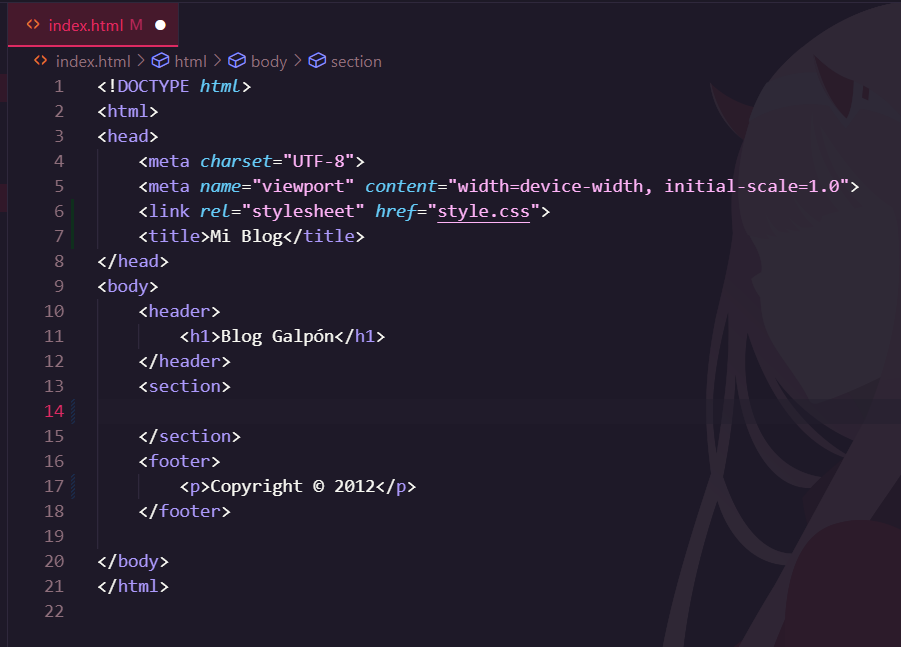 index.html M
index.html > html > body > section
1 <!DOCTYPE html>
2 <html>
3 <head>
4 <meta charset="UTF-8">
5 <meta name="viewport" content="width=device-width, initial-scale=1.0">
6 <link rel="stylesheet" href="style.css">
7 <title>Mi Blog</title>
8 </head>
9 <body>
10 <header>
11 <h1>Blog Galpón</h1>
12 </header>
13 <section>
14
15 </section>
16 <footer>
17 <p>Copyright © 2012</p>
18 </footer>
19
20 </body>
21 </html>
22